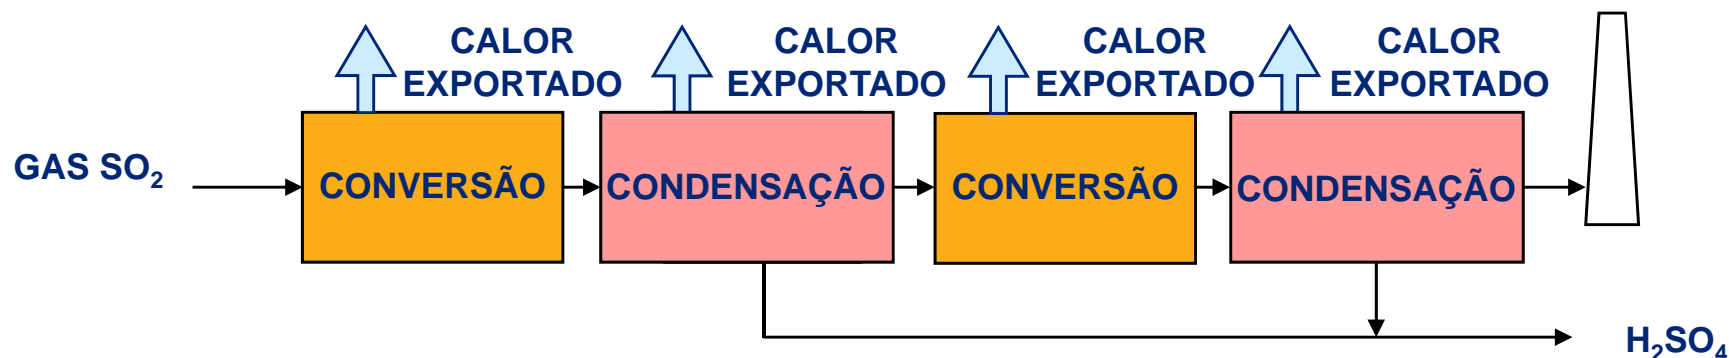 CALOR
EXPORTADO
CALOR
EXPORTADO
CALOR
EXPORTADO
CALOR
EXPORTADO
GAS SO₂
CONVERSÃO
CONDENSAÇÃO
CONVERSÃO
CONDENSAÇÃO
H₂SO₄